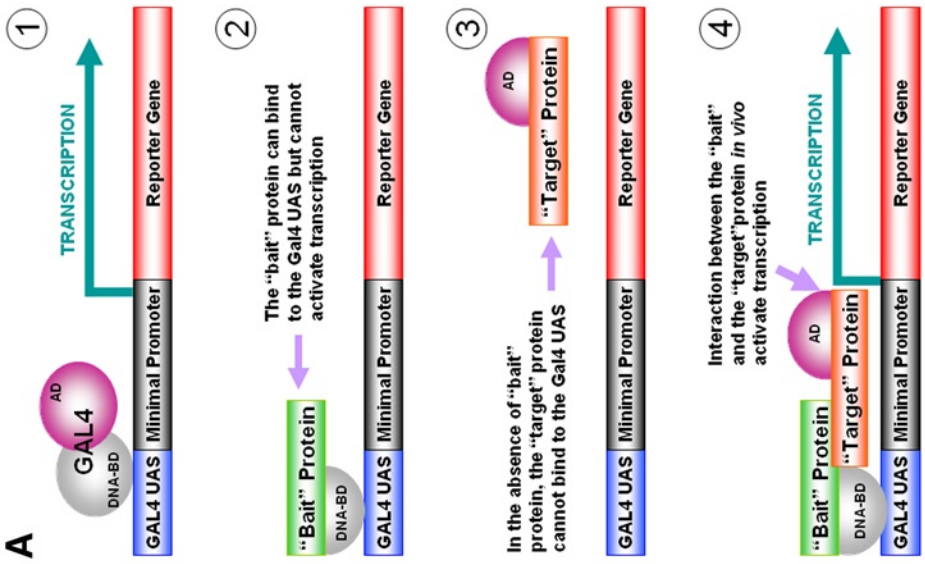 A
1
TRANSCRIPTION
AD
GAL4
DNA-BD
GAL4 UAS
Minimal Promoter
Reporter Gene
2
The “bait” protein can bind
to the Gal4 UAS but cannot
activate transcription
“Bait” Protein
DNA-BD
GAL4 UAS
Minimal Promoter
Reporter Gene
3
AD
“Target” Protein
In the absence of “bait”
protein, the “target” protein
cannot bind to the Gal4 UAS
GAL4 UAS
Minimal Promoter
Reporter Gene
4
Interaction between the “bait”
and the “target”protein in vivo
activate transcription
TRANSCRIPTION
AD
“Bait” Protein
“Target” Protein
DNA-BD
GAL4 UAS
Minimal Promoter
Reporter Gene